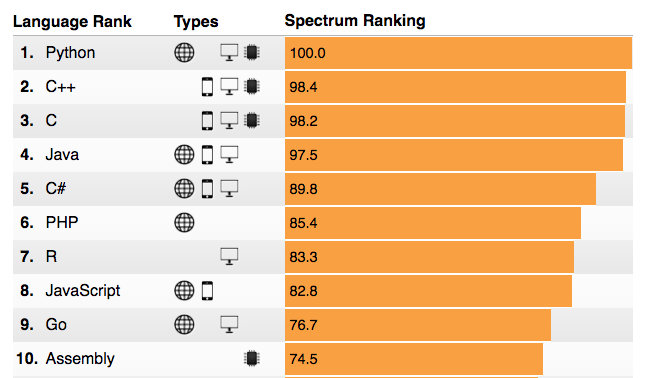 Language Rank Types Spectrum Ranking
1. Python 100.0
2. C++ 98.4
3. C 98.2
4. Java 97.5
5. C# 89.8
6. PHP 85.4
7. R 83.3
8. JavaScript 82.8
9. Go 76.7
10. Assembly 74.5